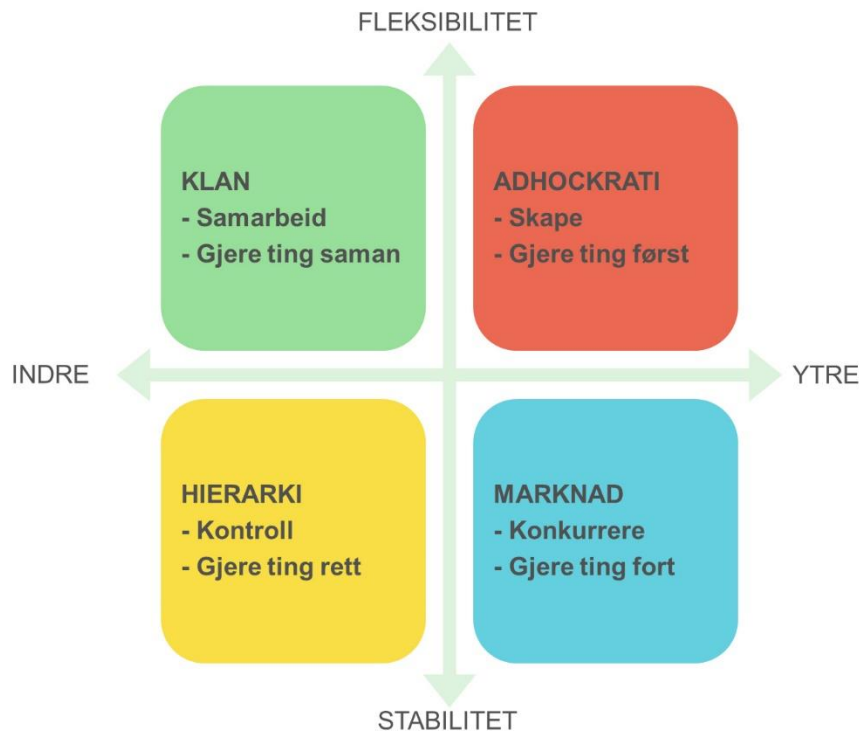 FLEKSIBILITET
KLAN
- Samarbeid
- Gjere ting saman
ADHOCKRATI
- Skape
- Gjere ting først
INDRE
YTRE
HIERARKI
- Kontroll
- Gjere ting rett
MARKNAD
- Konkurrere
- Gjere ting fort
STABILITET